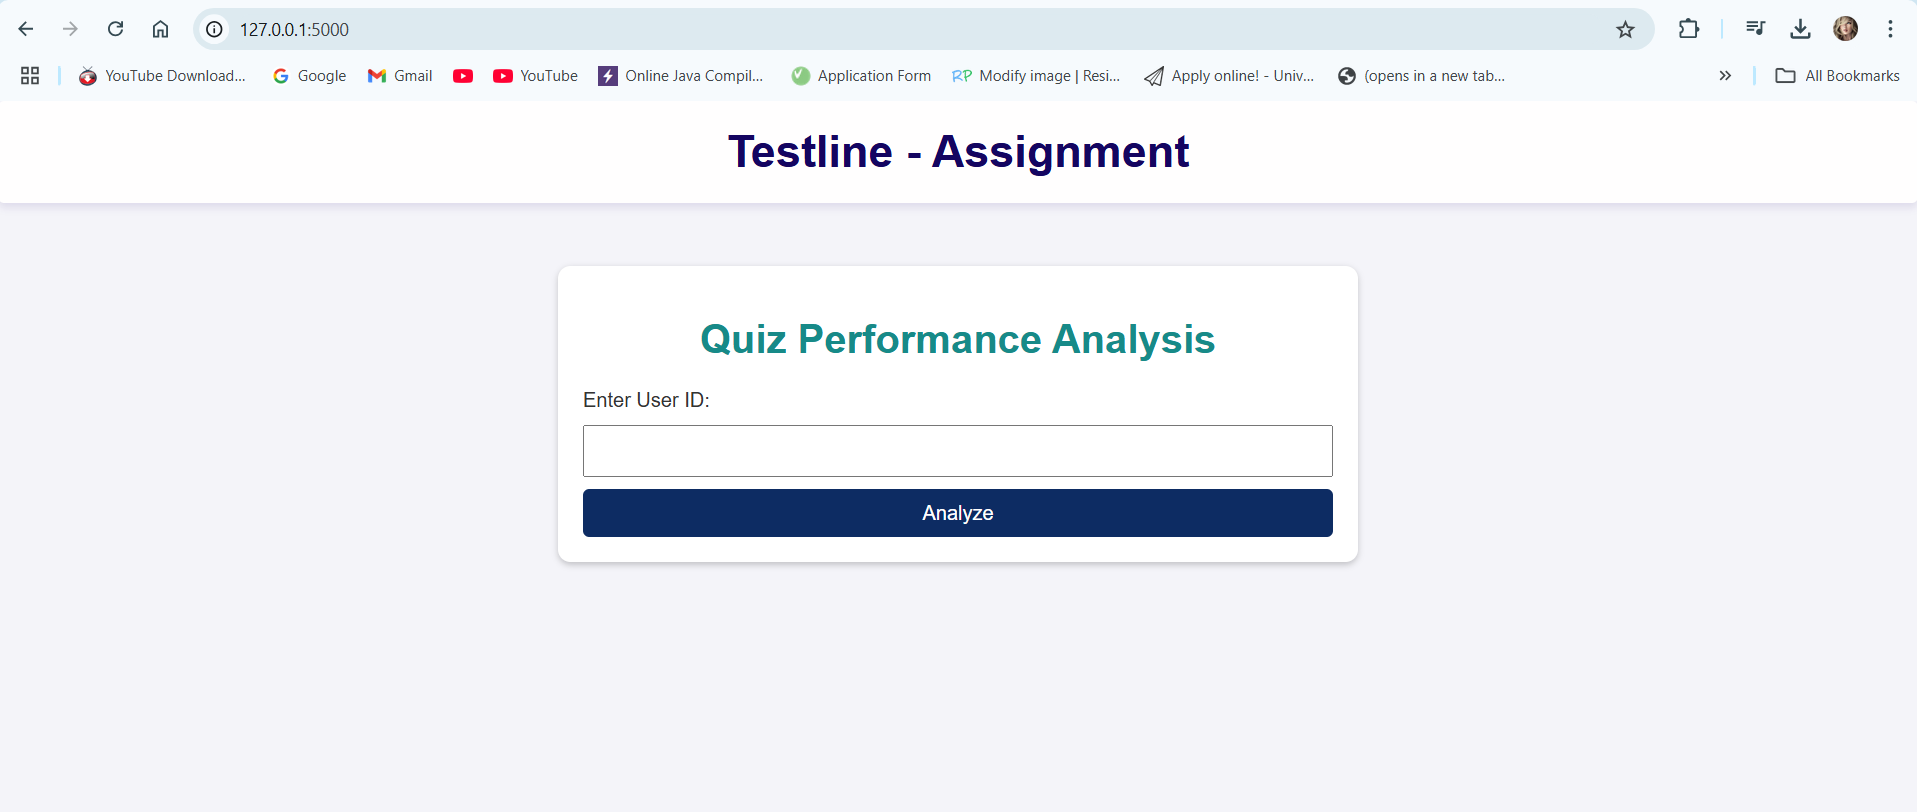 127.0.0.1:5000
YouTube Download... Google Gmail YouTube Online Java Compil... Application Form RP Modify image | Resi... Apply online! - Univ... (opens in a new tab... » All Bookmarks
Testline - Assignment
Quiz Performance Analysis
Enter User ID:
Analyze